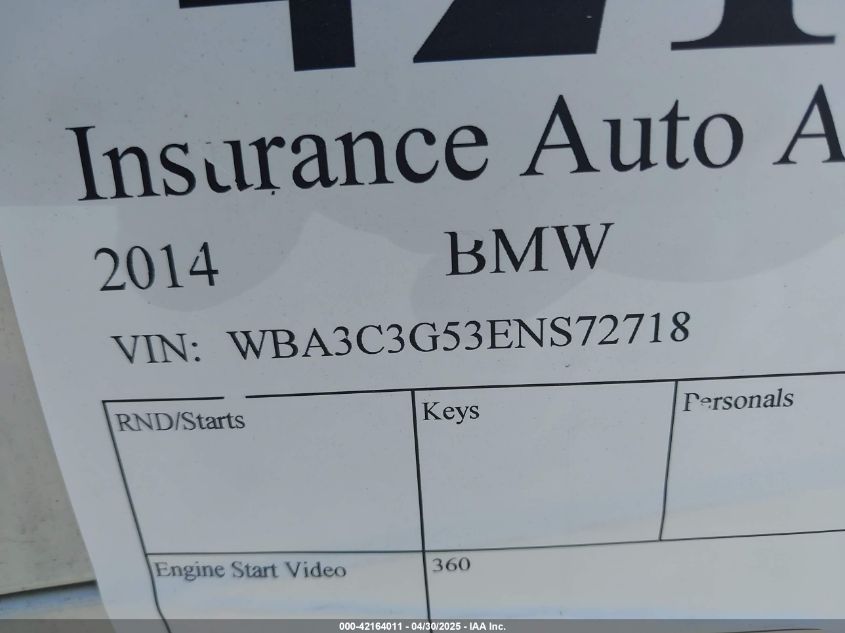 Insurance Auto A
2014 BMW
VIN: WBA3C3G53ENS72718
RND/Starts Keys Personals
Engine Start Video 360
000-42164011 - 04/30/2025 - IAA Inc.